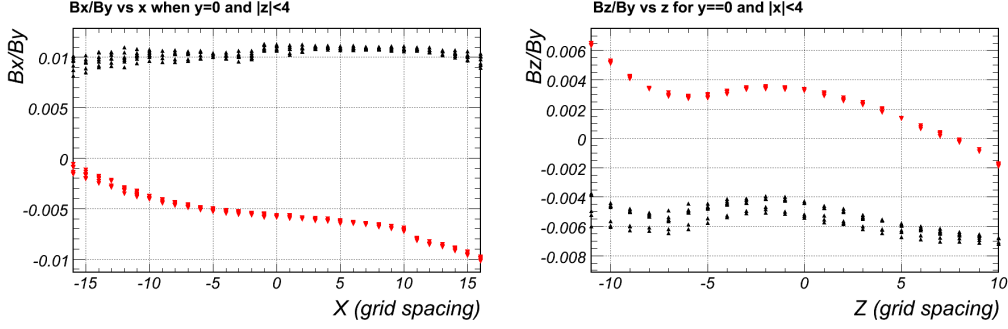 Bx/By vs x when y=0 and |z|<4
Bx/By
0.01
0.005
0
-0.005
-0.01
-15 -10 -5 0 5 10 15
X (grid spacing)
Bz/By vs z for y==0 and |x|<4
Bz/By
0.006
0.004
0.002
0
-0.002
-0.004
-0.006
-0.008
-10 -5 0 5 10
Z (grid spacing)